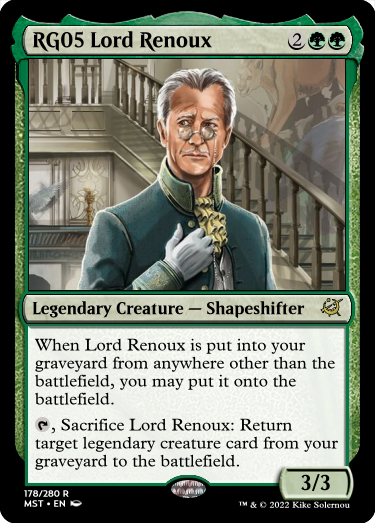 RG05 Lord Renoux 2
Legendary Creature — Shapeshifter
When Lord Renoux is put into your
graveyard from anywhere other than the
battlefield, you may put it onto the
battlefield.
, Sacrifice Lord Renoux: Return
target legendary creature card from your
graveyard to the battlefield.
3/3
178/280 R
MST • EN
™ & © 2022 Kike Solernou